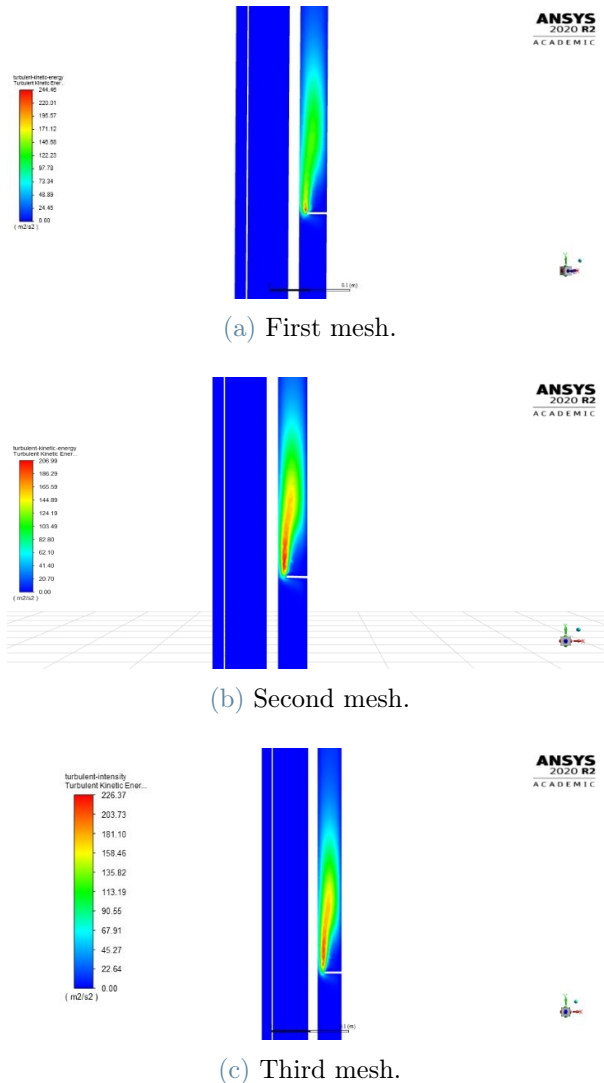 ANSYS
2020 R2
ACADEMIC
turbulent-kinetic-energy
Turbulent Kinetic Ener...
244.46
220.01
195.57
171.12
146.68
122.23
97.78
73.34
48.89
24.45
0.00
( m2/s2 )
0.1 (m)
(a) First mesh.
ANSYS
2020 R2
ACADEMIC
turbulent-kinetic-energy
Turbulent Kinetic Ener...
206.99
186.29
165.59
144.89
124.19
103.49
82.80
62.10
41.40
20.70
0.00
( m2/s2 )
(b) Second mesh.
ANSYS
2020 R2
ACADEMIC
turbulent-intensity
Turbulent Kinetic Ener...
226.37
203.73
181.10
158.46
135.82
113.19
90.55
67.91
45.27
22.64
0.00
( m2/s2 )
(m)
(c) Third mesh.